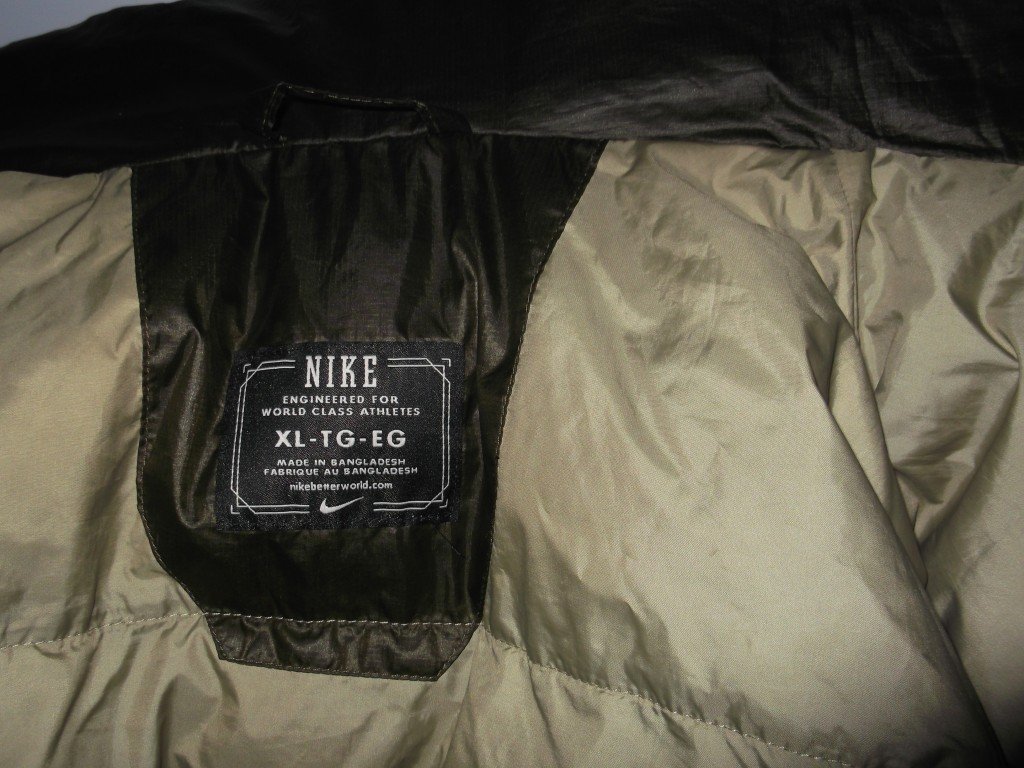 NIKE
ENGINEERED FOR
WORLD CLASS ATHLETES
XL-TG-EG
MADE IN BANGLADESH
FABRIQUE AU BANGLADESH
nikebetterworld.com